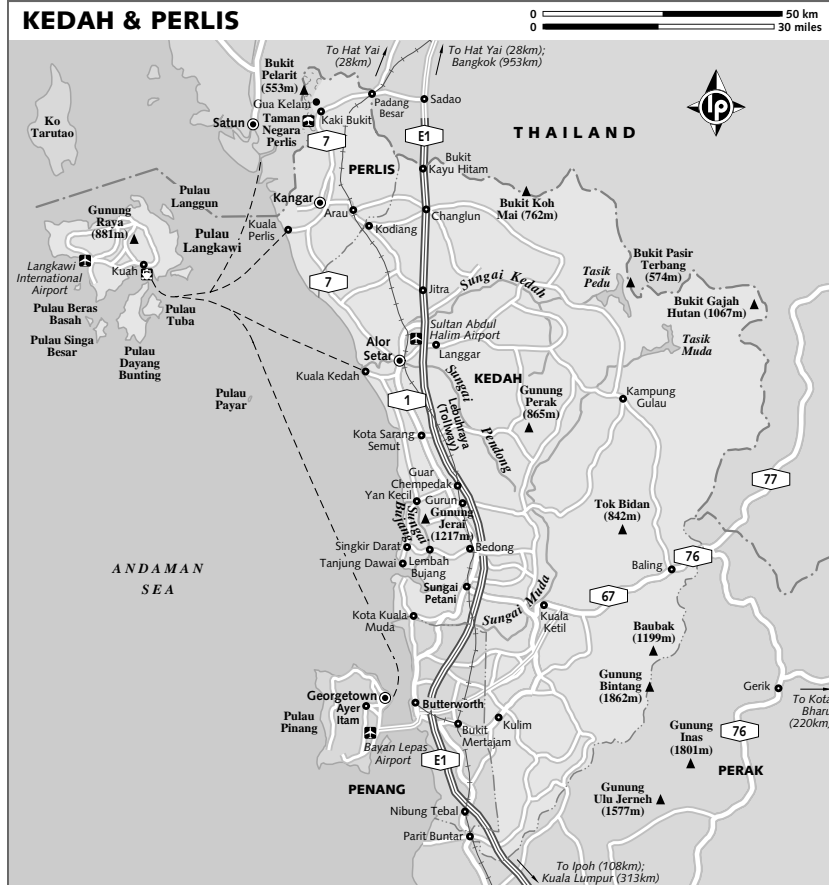 KEDAH & PERLIS
0 50 km
0 30 miles
To Hat Yai
(28km)
To Hat Yai (28km);
Bangkok (953km)
Bukit
Pelarit
(553m)
Gua Kelam
Padang
Besar
Sadao
Ko
Tarutao
Satun
Taman
Negara
Perlis
Kaki Bukit
lp
7
E1
THAILAND
PERLIS
Bukit
Kayu Hitam
Pulau
Langgun
Kangar
Bukit Koh
Mai (762m)
Gunung
Raya
(881m)
Pulau
Langkawi
Kuala
Perlis
Arau
Kodiang
Changlun
Langkawi
International
Airport
Kuah
7
Jitra
Sungai Kedah
Tasik
Pedu
Bukit Pasir
Terbang
(574m)
Bukit Gajah
Hutan (1067m)
Pulau Beras
Basah
Pulau
Tuba
Pulau Singa
Besar
Pulau
Dayang
Bunting
Alor
Setar
Sultan Abdul
Halim Airport
Langgar
Tasik
Muda
Kuala Kedah
KEDAH
Pulau
Payar
1
Sungai
Pendong
Lebuhraya
(Tollway)
Gunung
Perak
(865m)
Kampung
Gulau
Kota Sarang
Semut
Guar
Chempedak
77
Yan Kecil
Gurun
Sungai
Bujang
Gunung
Jerai
(1217m)
Tok Bidan
(842m)
ANDAMAN
SEA
Singkir Darat
Bedong
Tanjung Dawai
Lembah
Bujang
Baling
76
Sungai
Petani
67
Sungai Muda
Kota Kuala
Muda
Kuala
Ketil
Baubak
(1199m)
Georgetown
Ayer
Itam
Butterworth
Gunung
Bintang
(1862m)
Gerik
To Kota
Bharu
(220km)
Pulau
Pinang
Bayan Lepas
Airport
Bukit
Mertajam
Kulim
Gunung
Inas
(1801m)
76
E1
PERAK
PENANG
Gunung
Ulu Jerneh
(1577m)
Nibung Tebal
Parit Buntar
To Ipoh (108km);
Kuala Lumpur (313km)